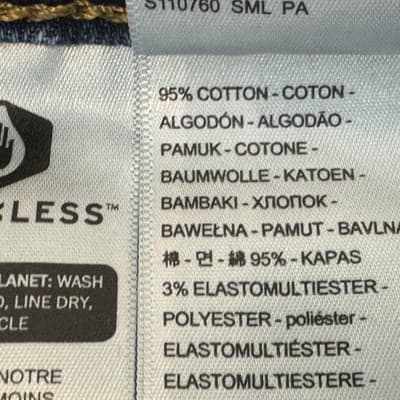 S110760 SML PA
95% COTTON - COTON -
ALGODÓN - ALGODÃO -
PAMUK - COTONE -
BAUMWOLLE - KATOEN -
BAMBAKI - ХЛОПОК -
BAWEŁNA - PAMUT - BAVLNA
棉 - 면 - 綿 95% - KAPAS
3% ELASTOMULTIESTER -
POLYESTER - poliéster -
ELASTOMULTIÉSTER -
ELASTOMULTIESTERE -
LESS™
LANET: WASH
, LINE DRY,
CLE
NOTRE
MOINS